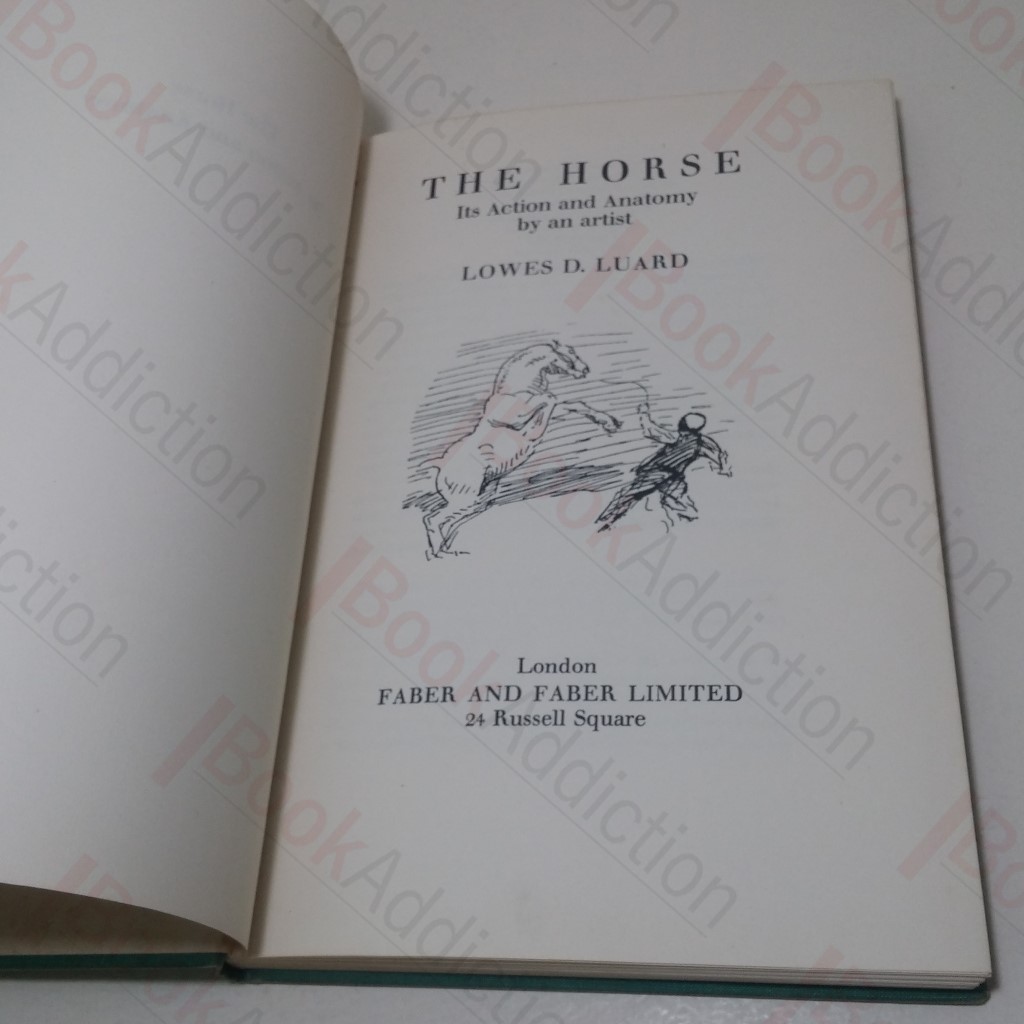 THE HORSE
Its Action and Anatomy
by an artist
LOWES D. LUARD
London
FABER AND FABER LIMITED
24 Russell Square
BookAddiction